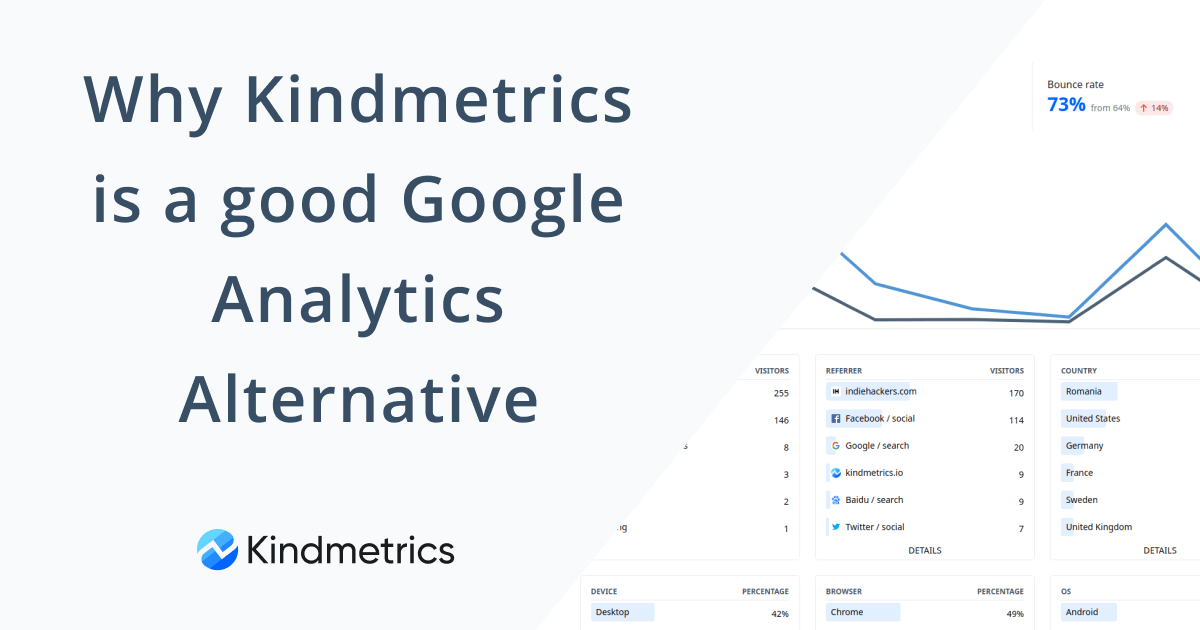 Why Kindmetrics
is a good Google
Analytics
Alternative
Kindmetrics
Bounce rate
73% from 64% ↑ 14%
VISITORS
255
146
8
3
2
1
REFERRER VISITORS
indiehackers.com 170
Facebook / social 114
Google / search 20
kindmetrics.io 9
Baidu / search 9
Twitter / social 7
DETAILS
COUNTRY
Romania
United States
Germany
France
Sweden
United Kingdom
DETAILS
DEVICE PERCENTAGE
Desktop 42%
BROWSER PERCENTAGE
Chrome 49%
OS
Android